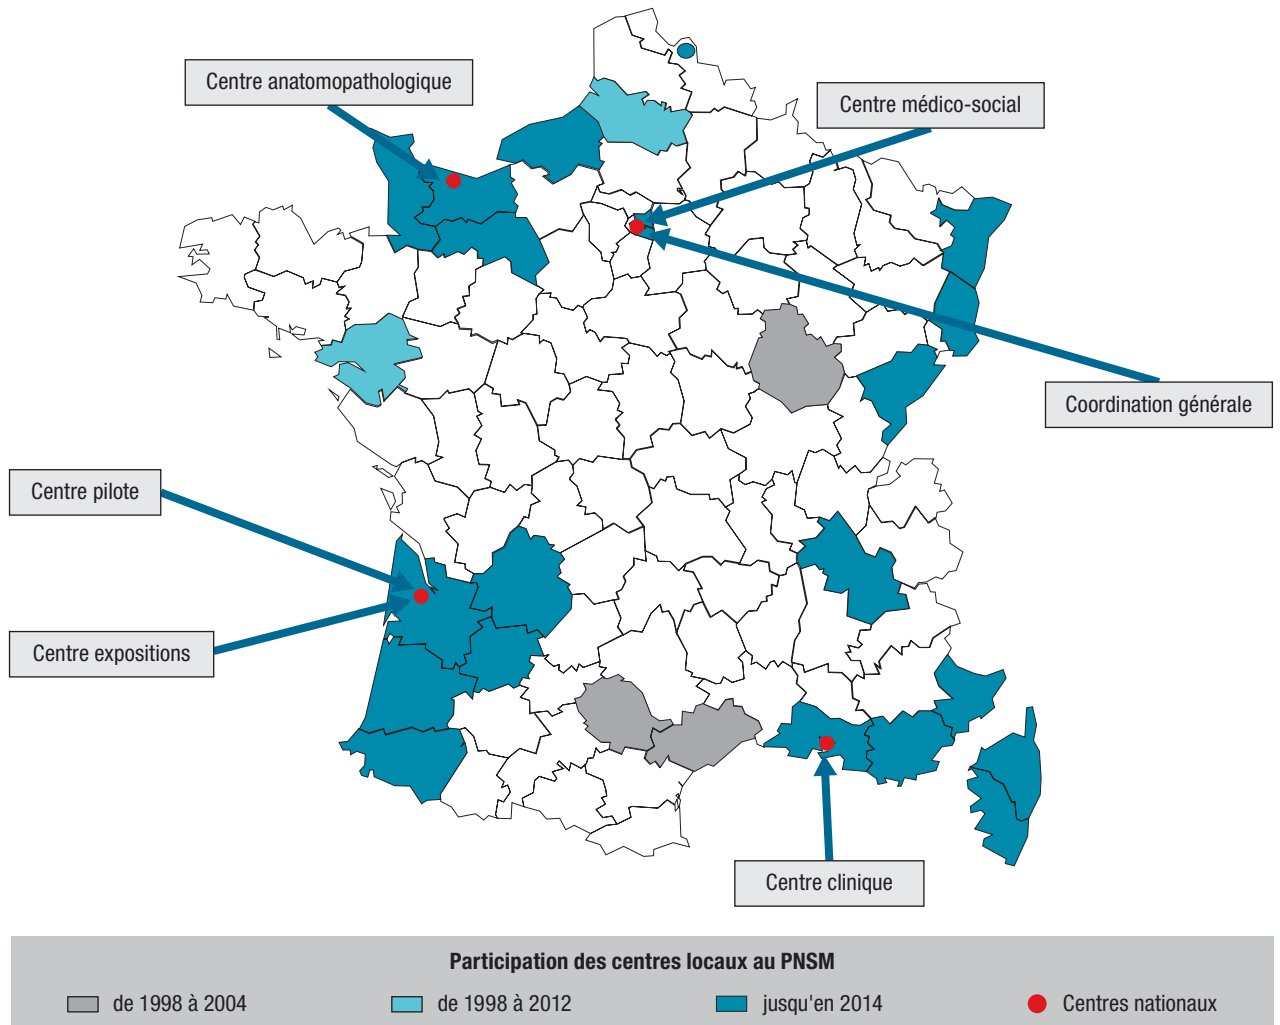 Centre anatomopathologique
Centre médico-social
Coordination générale
Centre pilote
Centre expositions
Centre clinique
Participation des centres locaux au PNSM
de 1998 à 2004
de 1998 à 2012
jusqu'en 2014
Centres nationaux